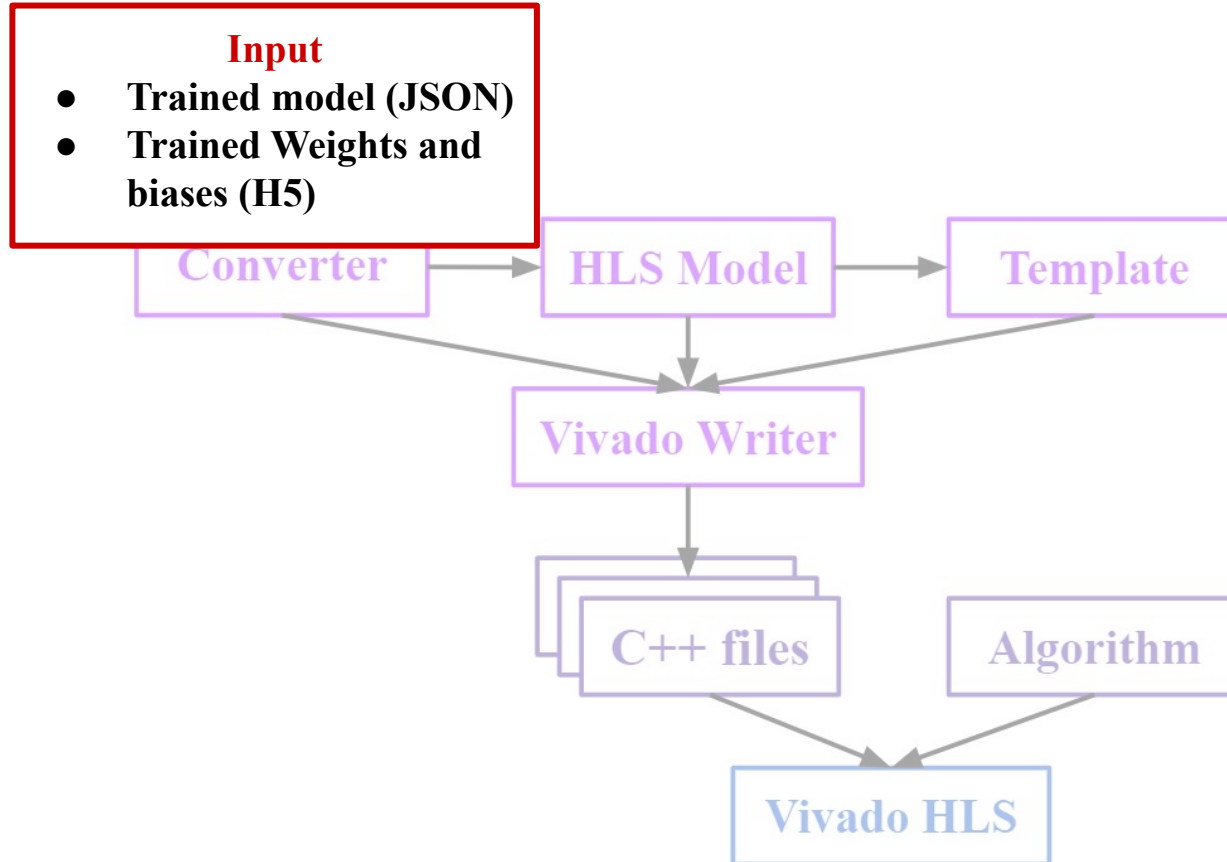 Input
● Trained model (JSON)
● Trained Weights and
biases (H5)
Converter
HLS Model
Template
Vivado Writer
C++ files
Algorithm
Vivado HLS